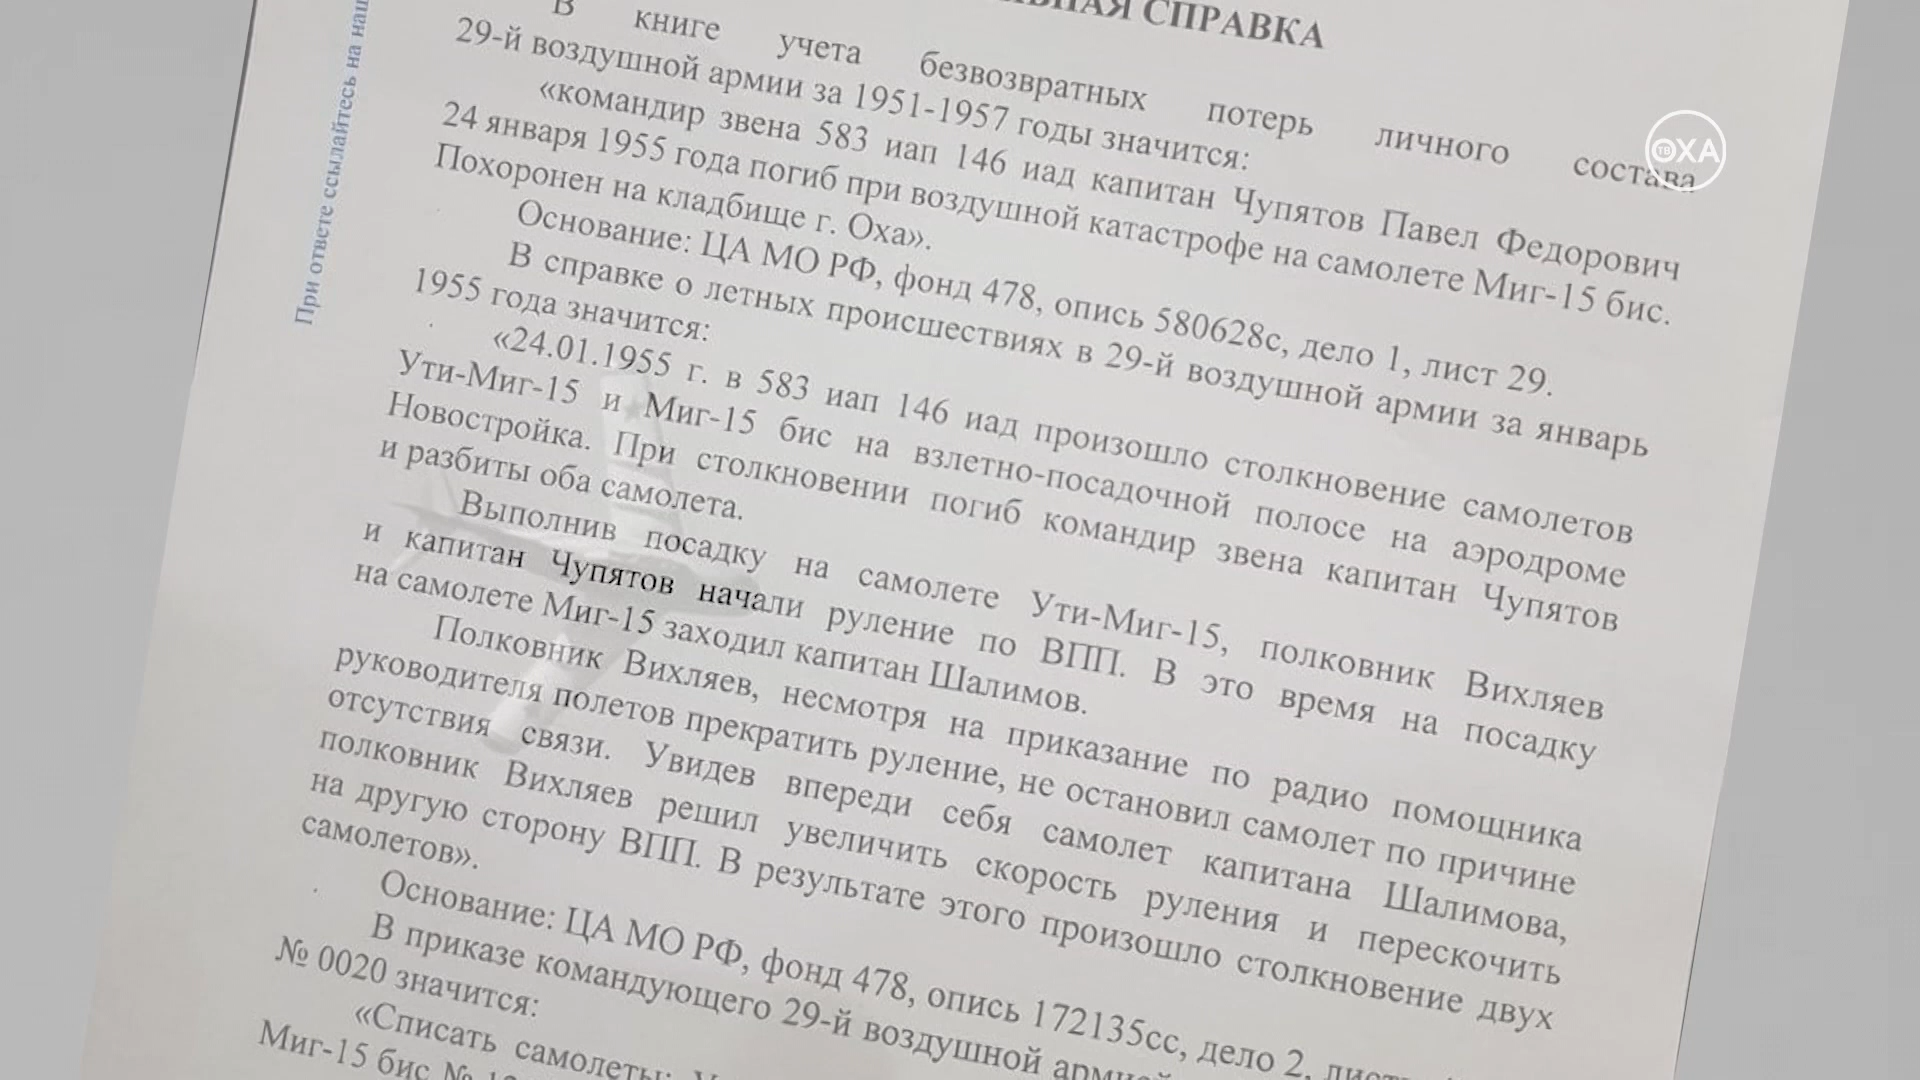 СПРАВКА
В книге учета безвозвратных потерь личного состава
29-й воздушной армии за 1951-1957 годы значится:
«командир звена 583 иап 146 иад капитан Чупятов Павел Федорович
24 января 1955 года погиб при воздушной катастрофе на самолете Миг-15 бис.
Похоронен на кладбище г. Оха».
Основание: ЦА МО РФ, фонд 478, опись 580628с, дело 1, лист 29.
В справке о летных происшествиях в 29-й воздушной армии за январь
1955 года значится:
«24.01.1955 г. в 583 иап 146 иад произошло столкновение самолетов
Ути-Миг-15 и Миг-15 бис на взлетно-посадочной полосе на аэродроме
Новостройка. При столкновении погиб командир звена капитан Чупятов
и разбиты оба самолета.
Выполнив посадку на самолете Ути-Миг-15, полковник Вихляев
и капитан Чупятов начали руление по ВПП. В это время на посадку
на самолете Миг-15 заходил капитан Шалимов.
Полковник Вихляев, несмотря на приказание по радио помощника
руководителя полетов прекратить руление, не остановил самолет по причине
отсутствия связи. Увидев впереди себя самолет капитана Шалимова,
полковник Вихляев решил увеличить скорость руления и перескочить
на другую сторону ВПП. В результате этого произошло столкновение двух
самолетов».
Основание: ЦА МО РФ, фонд 478, опись 172135сс, дело 2,
В приказе командующего 29-й воздушной
№ 0020 значится:
«Списать самолеты:
Миг-15 бис №
При ответе ссылайтесь на
ТВ ОХА